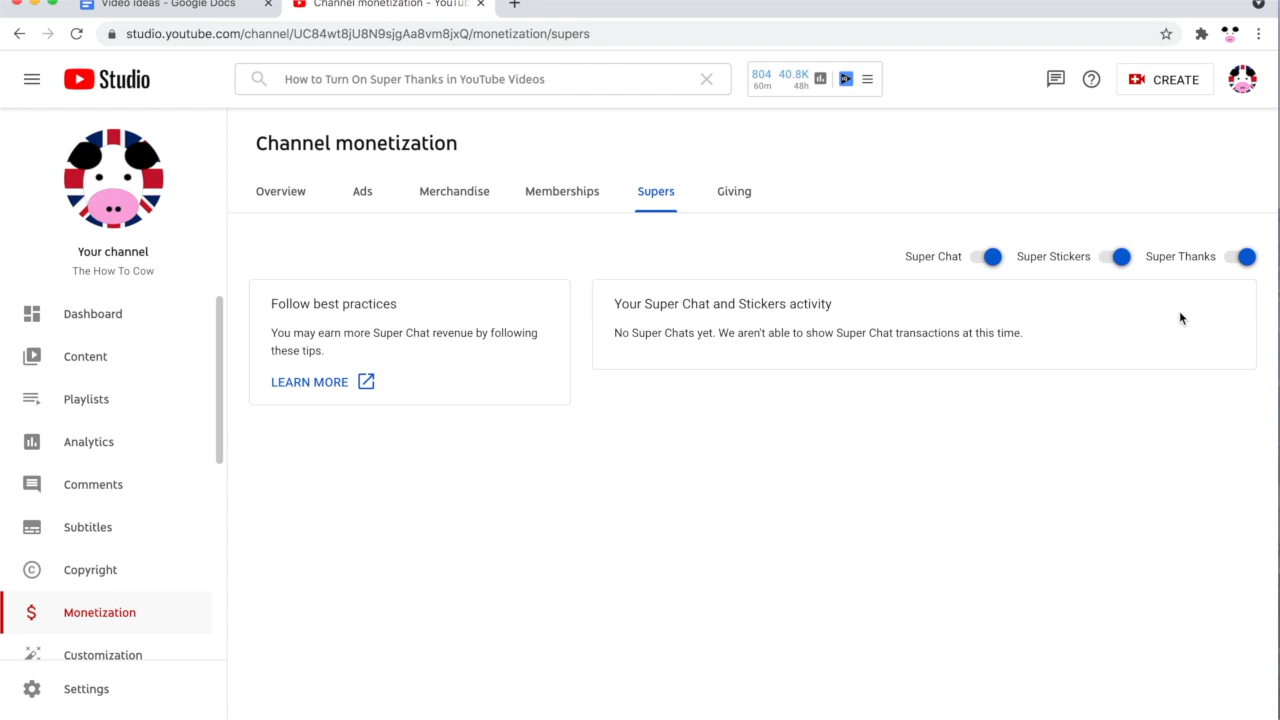 Video Ideas - Google Docs
Channel monetization - YouTu
studio.youtube.com/channel/UC84wt8jU8N9sjgAa8vm8jxQ/monetization/supers
Studio
How to Turn On Super Thanks in YouTube Videos
804 40.8K
60m 48h
CREATE
Channel monetization
Overview Ads Merchandise Memberships Supers Giving
Your channel
The How To Cow
Super Chat Super Stickers Super Thanks
Follow best practices
You may earn more Super Chat revenue by following
these tips.
LEARN MORE
Your Super Chat and Stickers activity
No Super Chats yet. We aren't able to show Super Chat transactions at this time.
Dashboard
Content
Playlists
Analytics
Comments
Subtitles
Copyright
Monetization
Customization
Settings